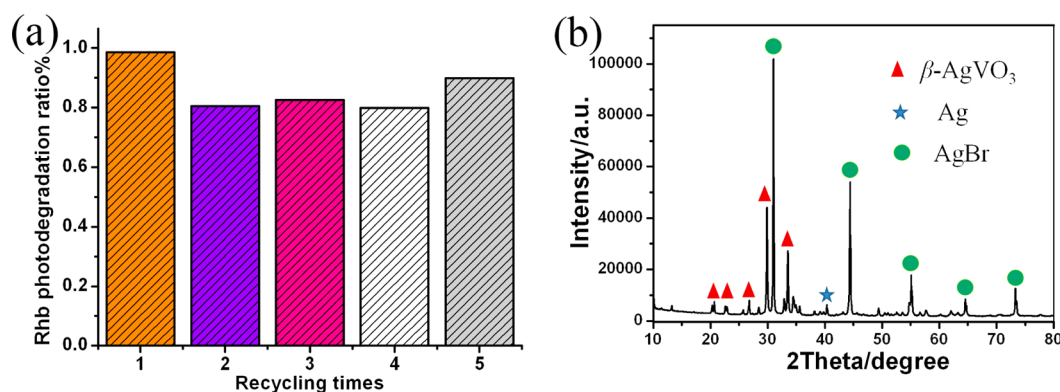 (a)
Rhb photodegradation ratio%
1.0
0.8
0.6
0.4
0.2
0.0
1 2 3 4 5
Recycling times
(b)
Intensity/a.u.
100000
80000
60000
40000
20000
0
β-AgVO₃
Ag
AgBr
10 20 30 40 50 60 70 80
2Theta/degree